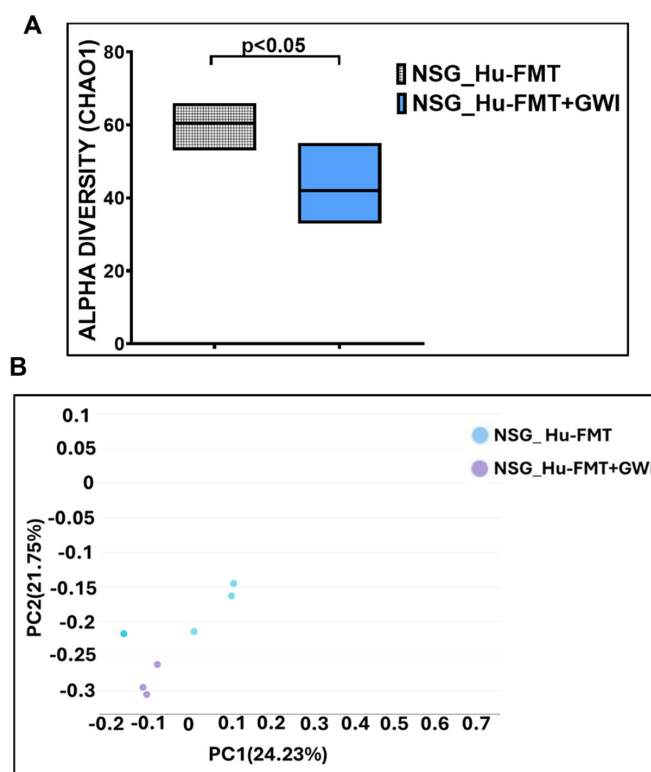 A
ALPHA DIVERSITY (CHAO1)
80
60
40
20
0
p<0.05
NSG_Hu-FMT
NSG_Hu-FMT+GWI
B
PC2(21.75%)
0.1
0.05
0
-0.05
-0.1
-0.15
-0.2
-0.25
-0.3
-0.2 -0.1 0 0.1 0.2 0.3 0.4 0.5 0.6 0.7
PC1(24.23%)
NSG_ Hu-FMT
NSG_Hu-FMT+GWI